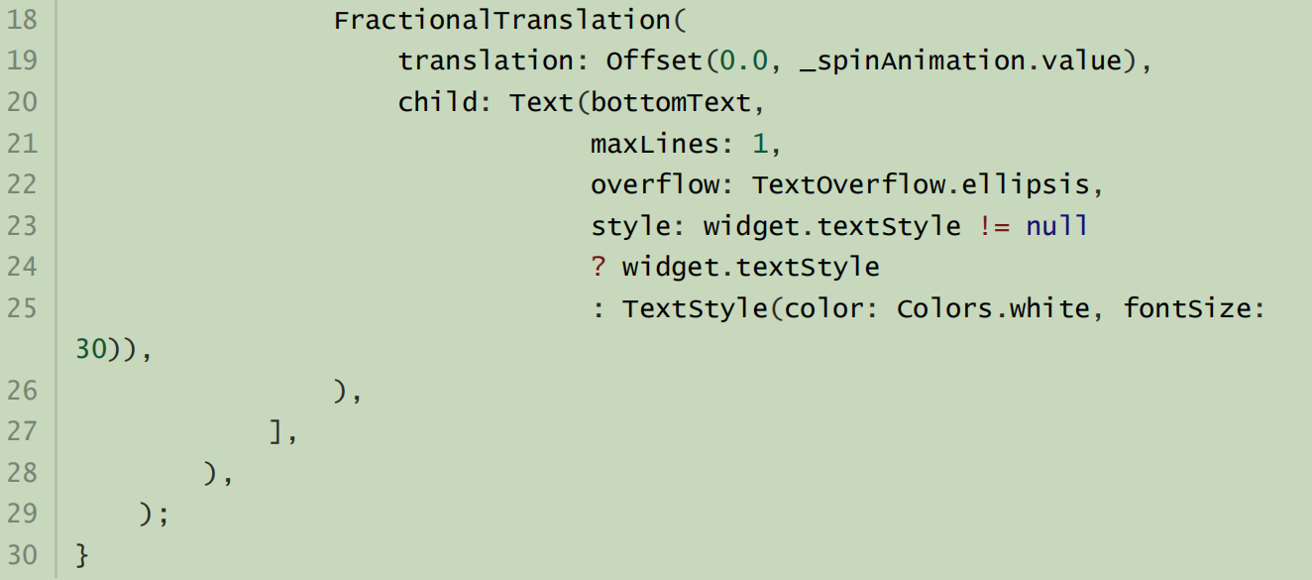 18 FractionalTranslation(
19 translation: Offset(0.0, _spinAnimation.value),
20 child: Text(bottomText,
21 maxLines: 1,
22 overflow: TextOverflow.ellipsis,
23 style: widget.textStyle != null
24 ? widget.textStyle
25 : TextStyle(color: Colors.white, fontSize:
30)),
26 ),
27 ],
28 ),
29 );
30 }